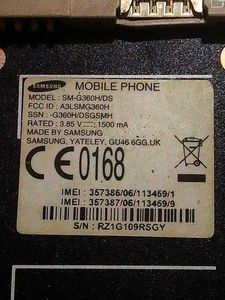 SAMSUNG MOBILE PHONE
MODEL : SM-G360H/DS
FCC ID : A3LSMG360H
SSN : -G360H/DSGSMH
RATED : 3.85 V ; 1500 mA
MADE BY SAMSUNG
SAMSUNG, YATELEY, GU46 6GG.UK
CE0168
IMEI : 357386/06/113459/1
IMEI : 357387/06/113459/9
S/N : RZ1G109RSGY